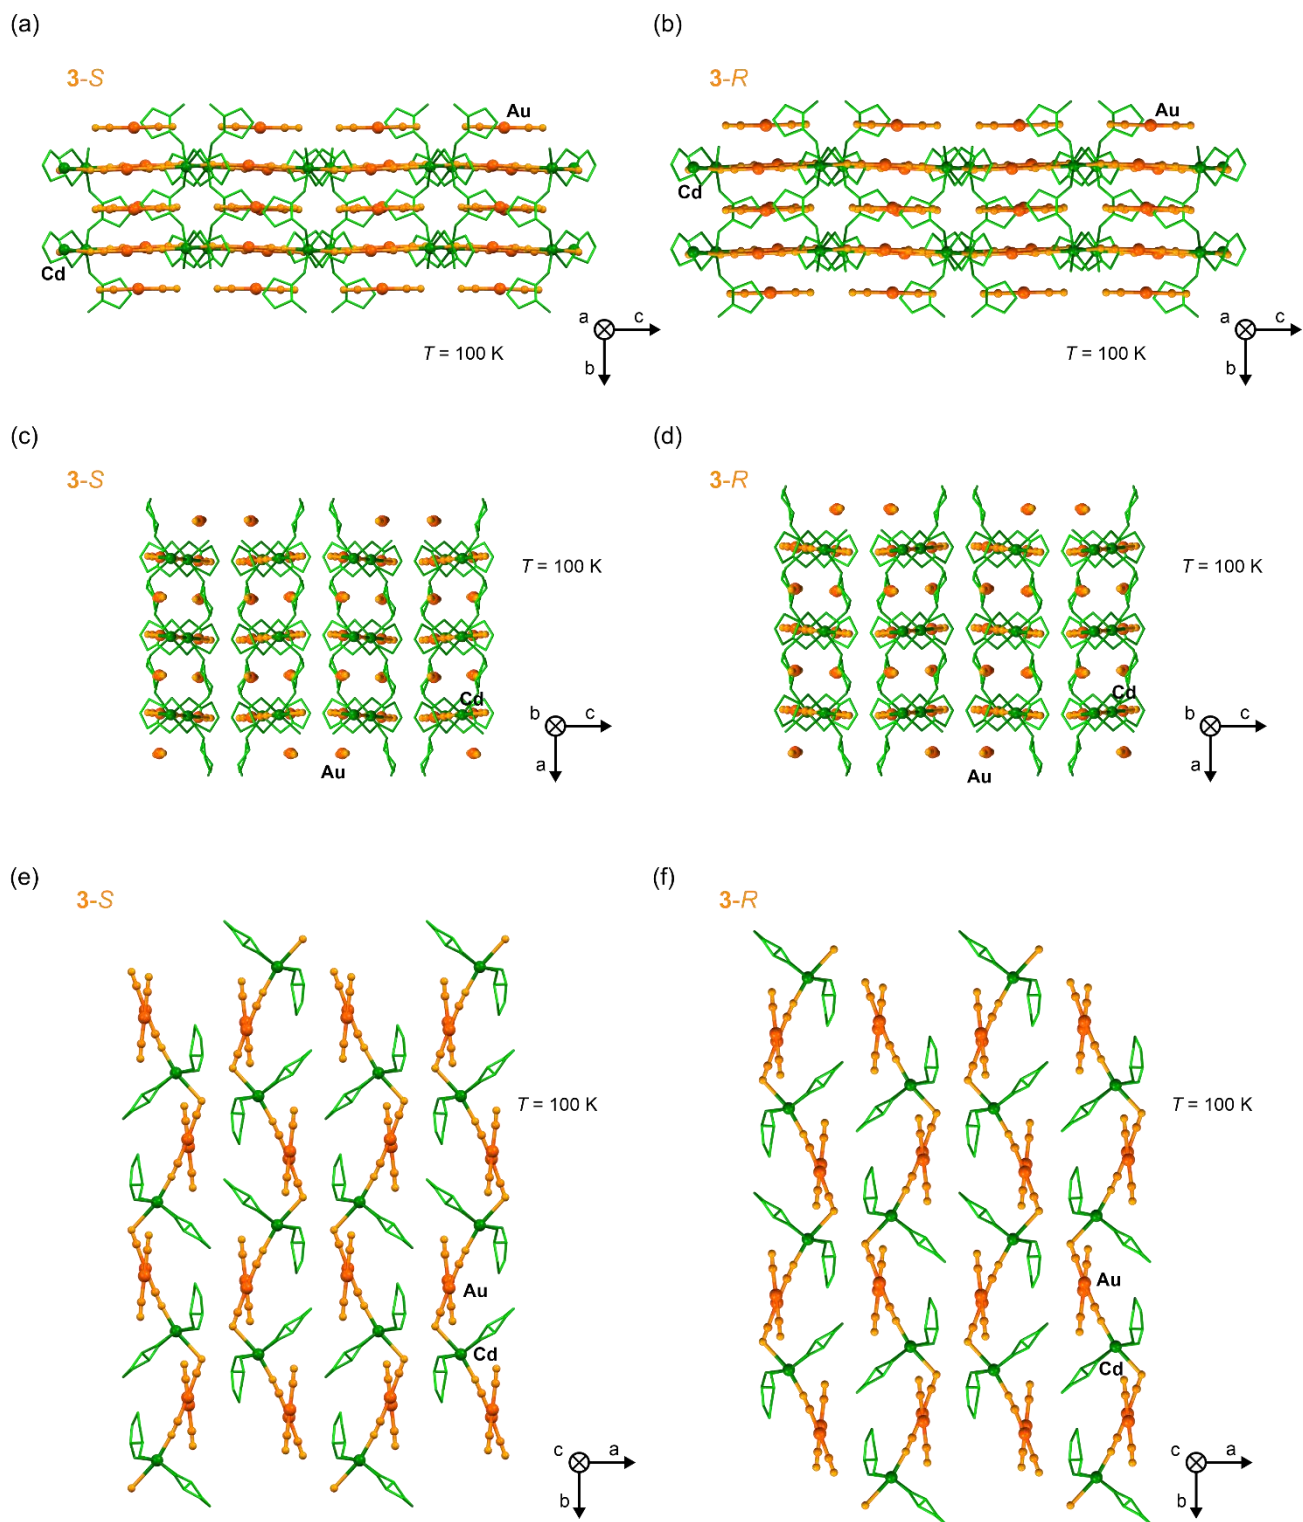 (a)
(b)
3-S
3-R
Au
Au
Cd
Cd
a
c
b
a
c
b
T = 100 K
T = 100 K
(c)
(d)
3-S
3-R
T = 100 K
T = 100 K
Cd
Cd
b
c
a
b
c
a
Au
Au
(e)
(f)
3-S
3-R
T = 100 K
T = 100 K
Au
Au
Cd
Cd
c
a
b
c
a
b